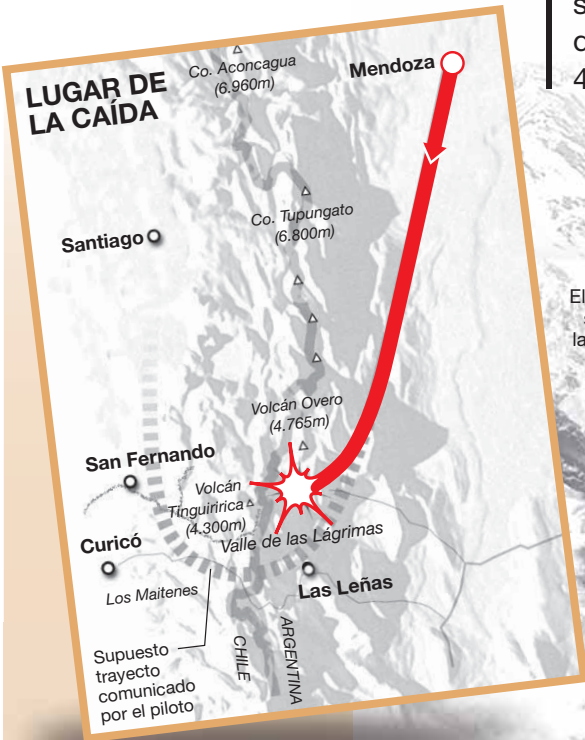 LUGAR DE
LA CAÍDA
Co. Aconcagua
(6.960m)
Mendoza
Santiago
Co. Tupungato
(6.800m)
Volcán Overo
(4.765m)
San Fernando
Volcán
Tinguiririca
(4.300m)
Valle de las Lágrimas
Curicó
Los Maitenes
Las Leñas
Supuesto
trayecto
comunicado
por el piloto
CHILE
ARGENTINA
El
la
4